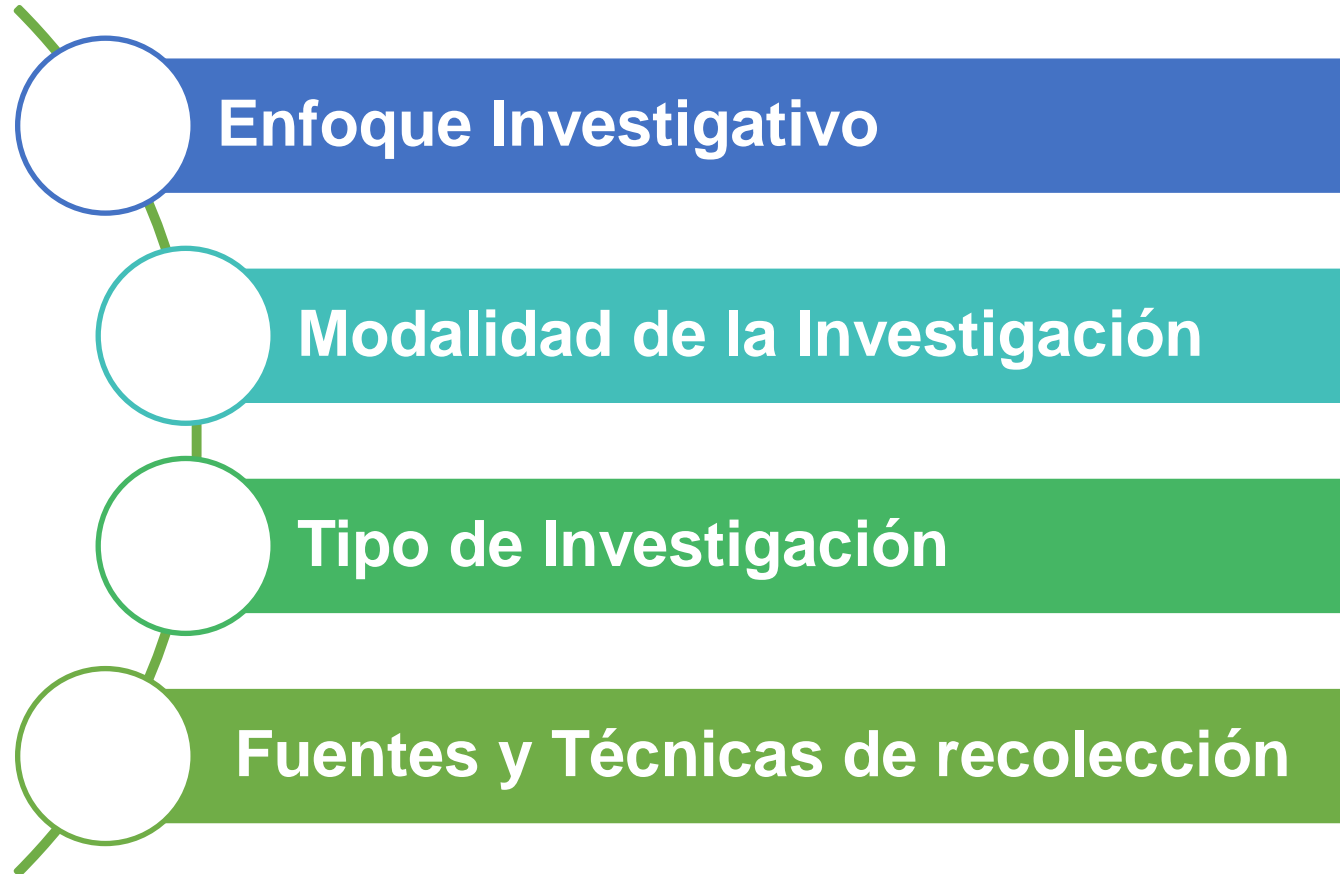 Enfoque Investigativo
Modalidad de la Investigación
Tipo de Investigación
Fuentes y Técnicas de recolección